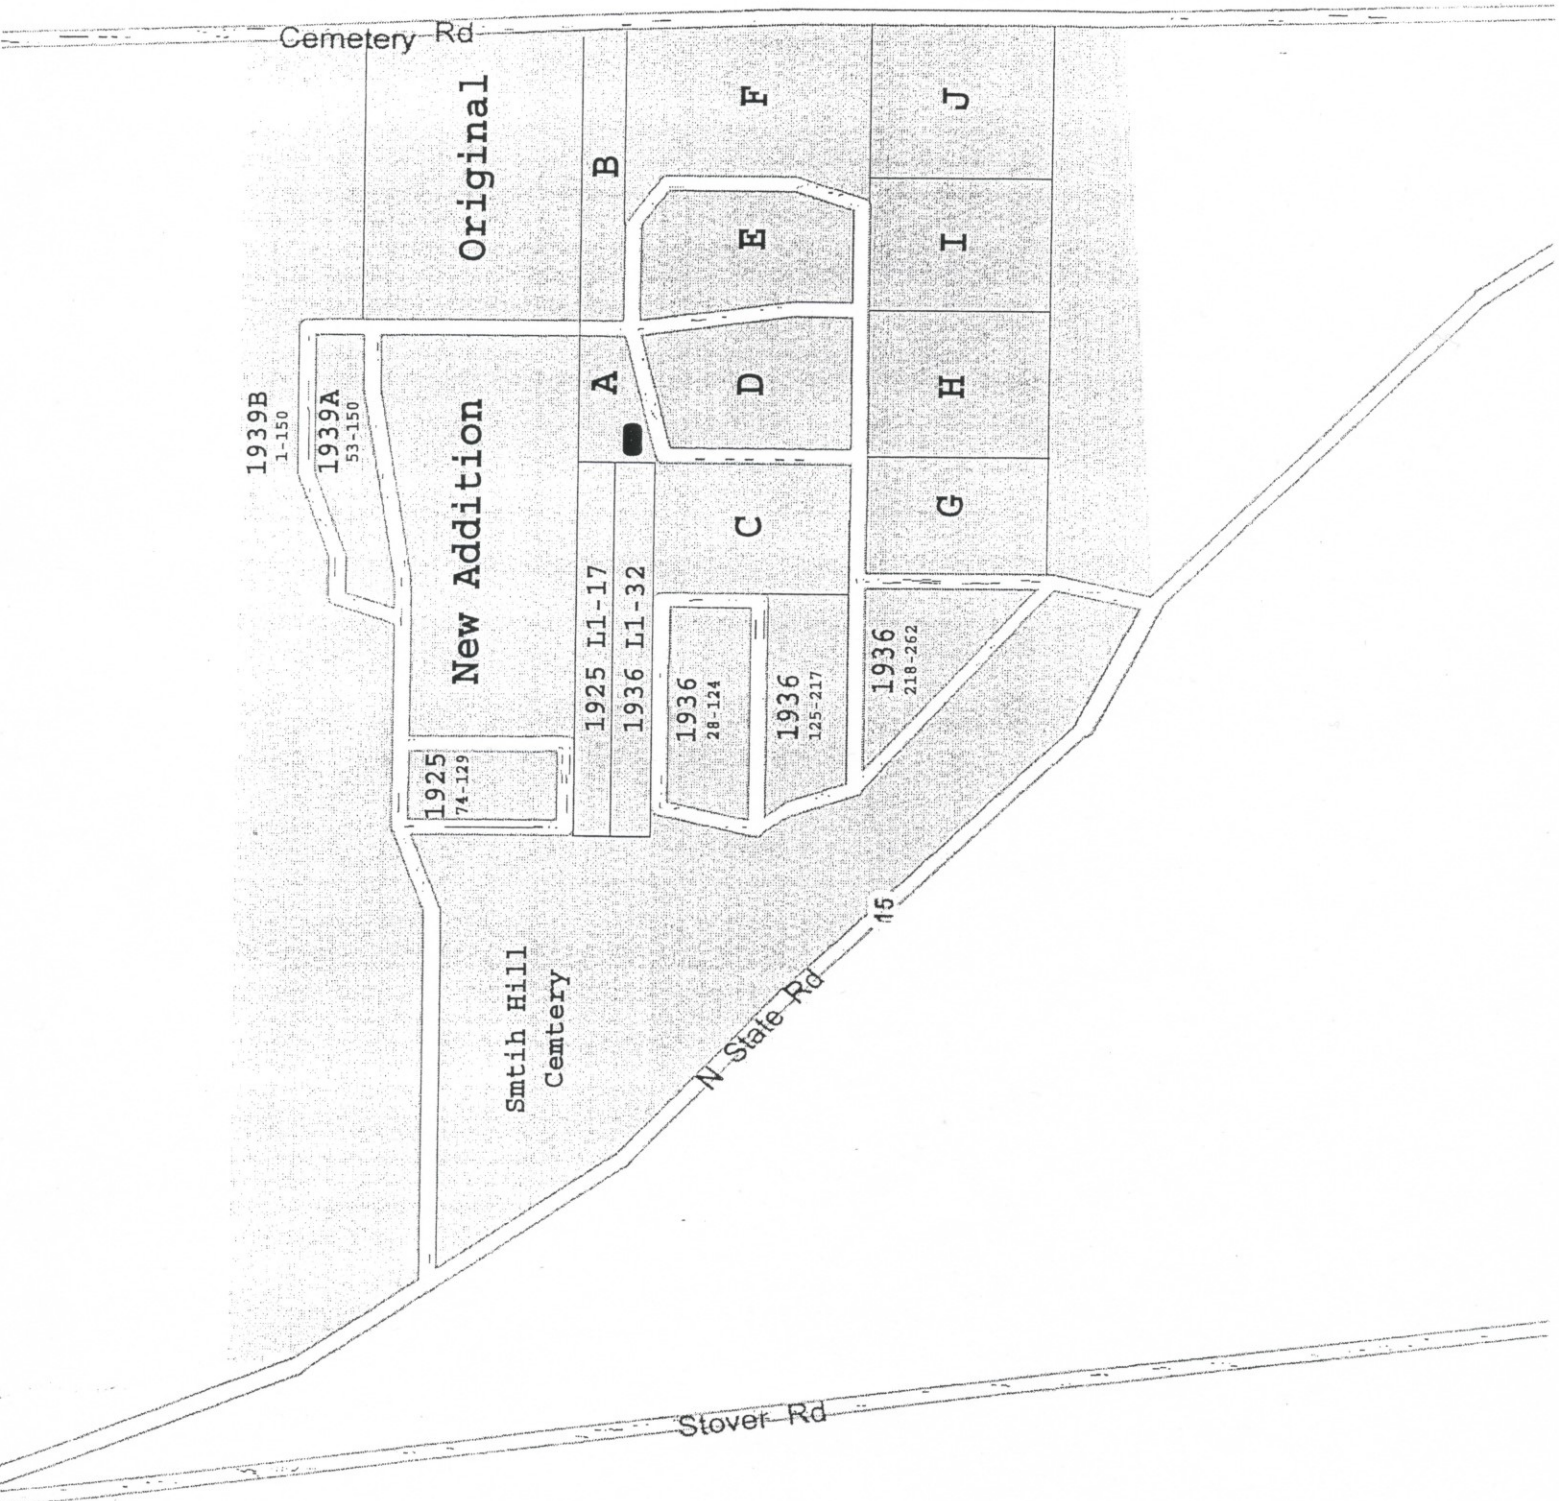 Cemetery Rd
Original
B
F
J
E
I
1939B
1-150
1939A
53-150
New Addition
A
D
H
C
G
1925 L1-17
1936 L1-32
1936
28-124
1936
125-217
1936
218-262
1925
74-129
Smtih Hill
Cemtery
15
N State Rd
Stover Rd